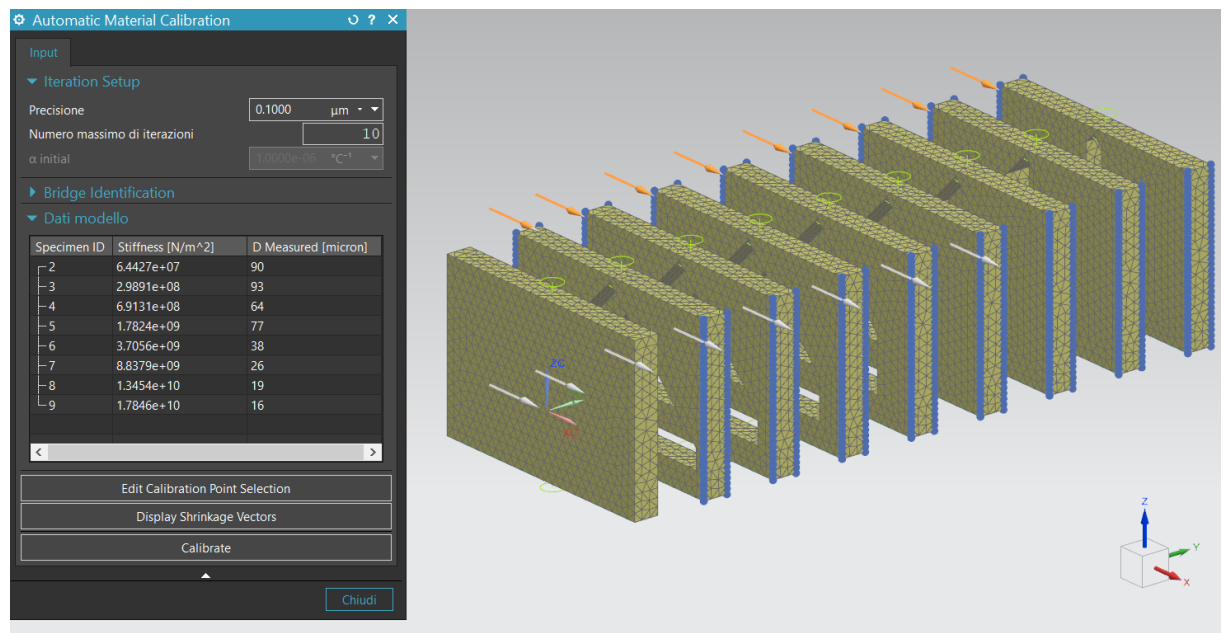 Automatic Material Calibration
Input
Iteration Setup
Precisione 0.1000 µm
Numero massimo di iterazioni 10
α initial 1.0000e-06 °C⁻¹
Bridge Identification
Dati modello
Specimen ID Stiffness [N/m^2] D Measured [micron]
2 6.4427e+07 90
3 2.9891e+08 93
4 6.9131e+08 64
5 1.7824e+09 77
6 3.7056e+09 38
7 8.8379e+09 26
8 1.3454e+10 19
9 1.7846e+10 16
Edit Calibration Point Selection
Display Shrinkage Vectors
Calibrate
Chiudi
ZC
Z
Y
X